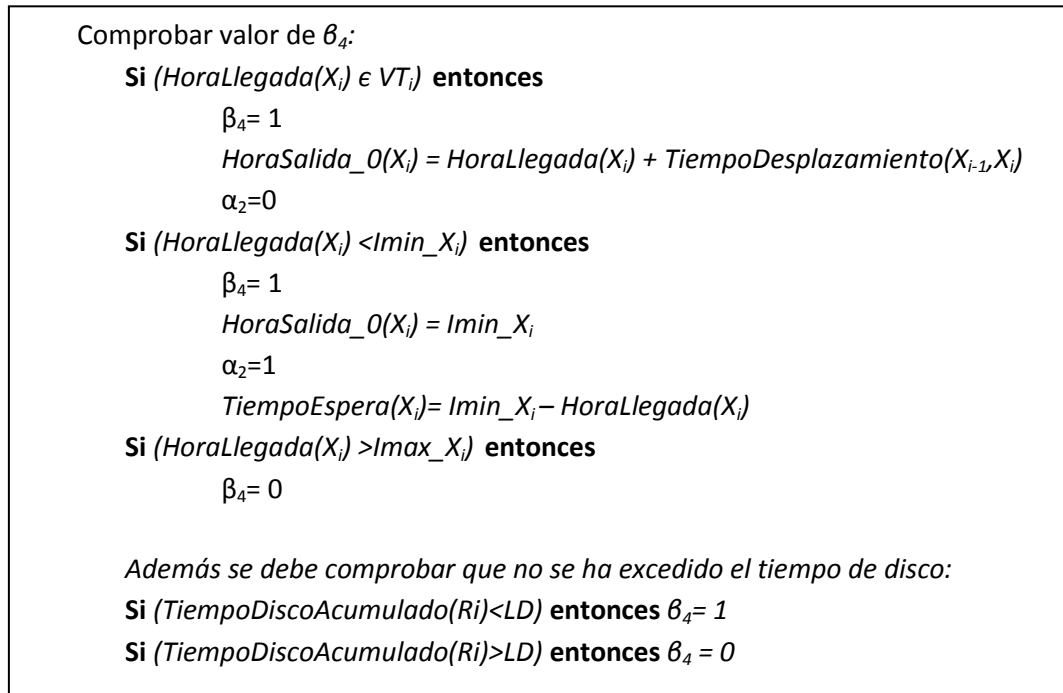 Comprobar valor de β₄:
Si (HoraLlegada(Xᵢ) ϵ VTᵢ) entonces
β₄= 1
HoraSalida_0(Xᵢ) = HoraLlegada(Xᵢ) + TiempoDesplazamiento(Xᵢ₋₁,Xᵢ)
α₂=0
Si (HoraLlegada(Xᵢ) <Imin_Xᵢ) entonces
β₄= 1
HoraSalida_0(Xᵢ) = Imin_Xᵢ
α₂=1
TiempoEspera(Xᵢ)= Imin_Xᵢ – HoraLlegada(Xᵢ)
Si (HoraLlegada(Xᵢ) >Imax_Xᵢ) entonces
β₄= 0
Además se debe comprobar que no se ha excedido el tiempo de disco:
Si (TiempoDiscoAcumulado(Ri)<LD) entonces β₄= 1
Si (TiempoDiscoAcumulado(Ri)>LD) entonces β₄ = 0